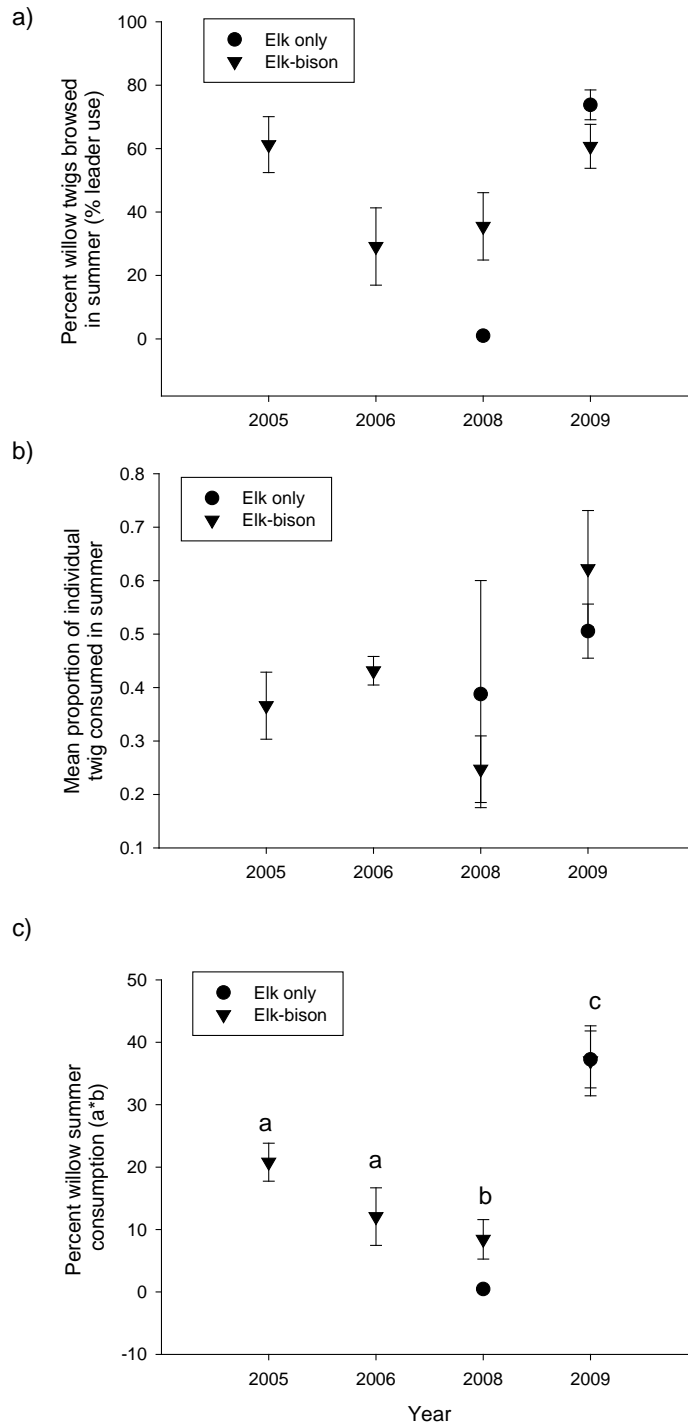 a)
Percent willow twigs browsed
in summer (% leader use)
100
80
60
40
20
0
Elk only
Elk-bison
2005
2006
2008
2009
b)
Mean proportion of individual
twig consumed in summer
0.8
0.7
0.6
0.5
0.4
0.3
0.2
0.1
Elk only
Elk-bison
2005
2006
2008
2009
c)
Percent willow summer
consumption (a*b)
50
40
30
20
10
0
-10
Elk only
Elk-bison
a
a
b
c
2005
2006
2008
2009
Year